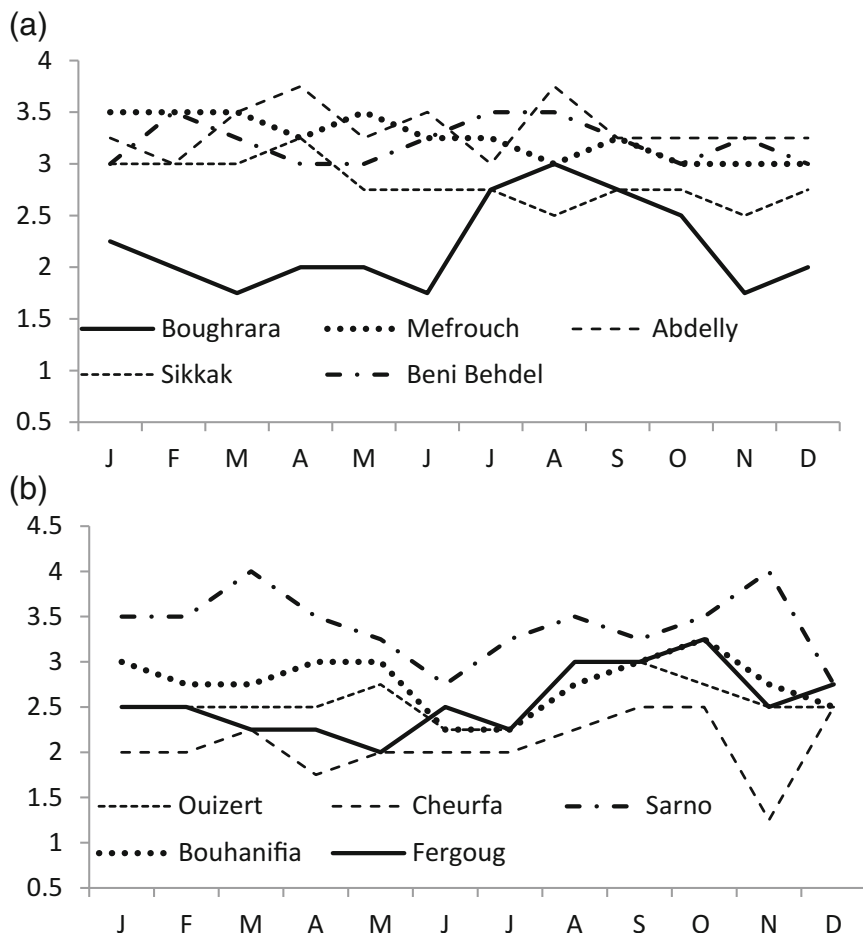 (a)
4
3.5
3
2.5
2
1.5
1
0.5
Boughrara Mefrouch Abdelly
Sikkak Beni Behdel
J F M A M J J A S O N D
(b)
4.5
4
3.5
3
2.5
2
1.5
1
0.5
Ouizert Cheurfa Sarno
Bouhanifia Fergoug
J F M A M J J A S O N D